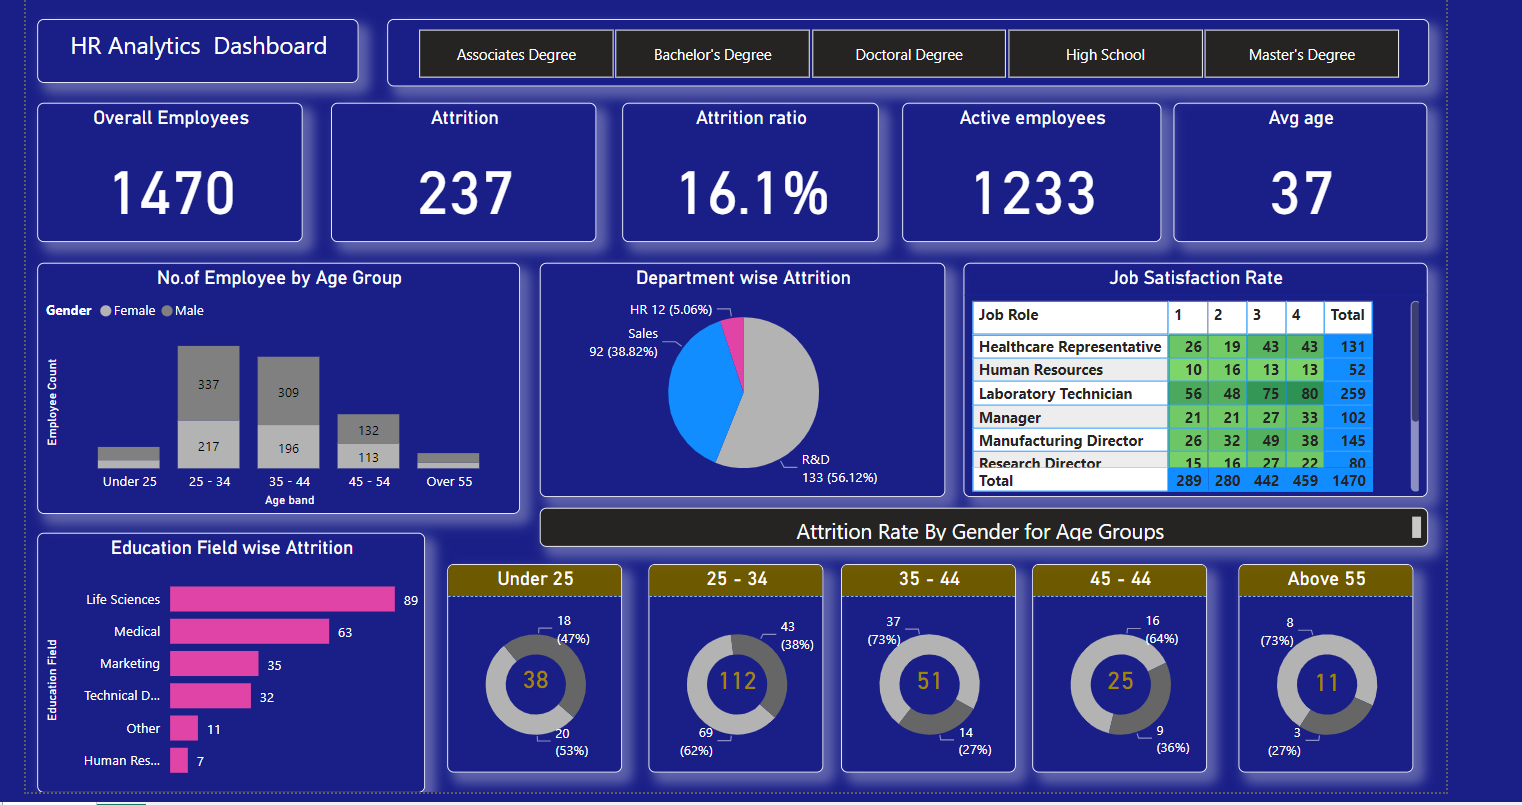 HR Analytics Dashboard
Associates Degree
Bachelor's Degree
Doctoral Degree
High School
Master's Degree
Overall Employees
1470
Attrition
237
Attrition ratio
16.1%
Active employees
1233
Avg age
37
No.of Employee by Age Group
Gender Female Male
Employee Count
337
217
309
196
132
113
Under 25
25 - 34
35 - 44
45 - 54
Over 55
Age band
Department wise Attrition
HR 12 (5.06%)
Sales
92 (38.82%)
R&D
133 (56.12%)
Job Satisfaction Rate
Job Role 1 2 3 4 Total
Healthcare Representative 26 19 43 43 131
Human Resources 10 16 13 13 52
Laboratory Technician 56 48 75 80 259
Manager 21 21 27 33 102
Manufacturing Director 26 32 49 38 145
Research Director 15 16 27 22 80
Total 289 280 442 459 1470
Education Field wise Attrition
Education Field
Life Sciences 89
Medical 63
Marketing 35
Technical D... 32
Other 11
Human Res... 7
Attrition Rate By Gender for Age Groups
Under 25
18
(47%)
38
20
(53%)
25 - 34
43
(38%)
112
69
(62%)
35 - 44
37
(73%)
51
14
(27%)
45 - 44
16
(64%)
25
9
(36%)
Above 55
8
(73%)
11
3
(27%)